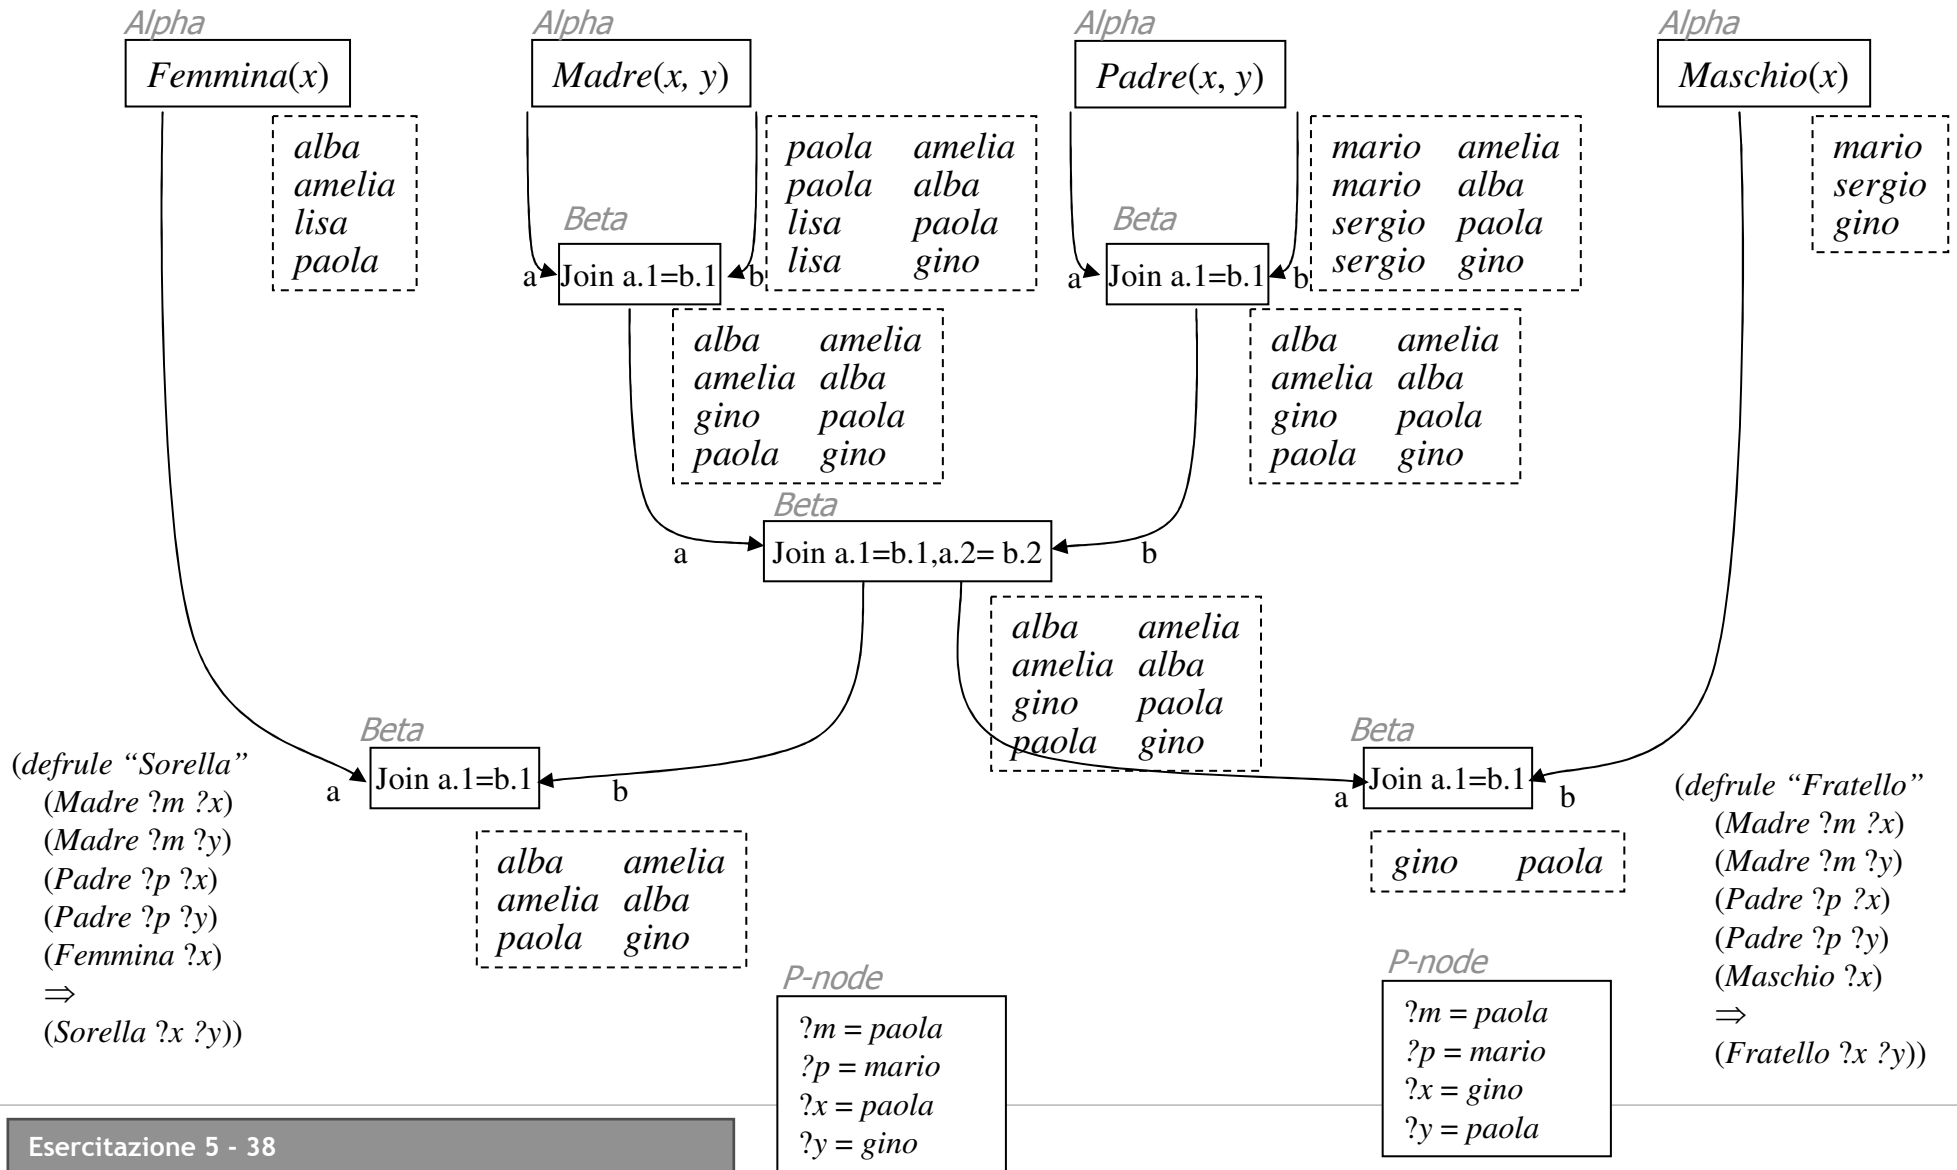 Alpha
Alpha
Alpha
Alpha
Femmina(x)
Madre(x, y)
Padre(x, y)
Maschio(x)
alba
amelia
lisa
paola
paola amelia
paola alba
lisa paola
lisa gino
mario amelia
mario alba
sergio paola
sergio gino
mario
sergio
gino
Beta
a
Join a.1=b.1
b
Beta
a
Join a.1=b.1
b
alba amelia
amelia alba
gino paola
paola gino
alba amelia
amelia alba
gino paola
paola gino
Beta
a
Join a.1=b.1,a.2= b.2
b
alba amelia
amelia alba
gino paola
paola gino
Beta
a
Join a.1=b.1
b
Beta
a
Join a.1=b.1
b
(defrule “Sorella”
(Madre ?m ?x)
(Madre ?m ?y)
(Padre ?p ?x)
(Padre ?p ?y)
(Femmina ?x)
⇒
(Sorella ?x ?y))
alba amelia
amelia alba
paola gino
gino paola
(defrule “Fratello”
(Madre ?m ?x)
(Madre ?m ?y)
(Padre ?p ?x)
(Padre ?p ?y)
(Maschio ?x)
⇒
(Fratello ?x ?y))
P-node
?m = paola
?p = mario
?x = paola
?y = gino
P-node
?m = paola
?p = mario
?x = gino
?y = paola
Esercitazione 5 - 38